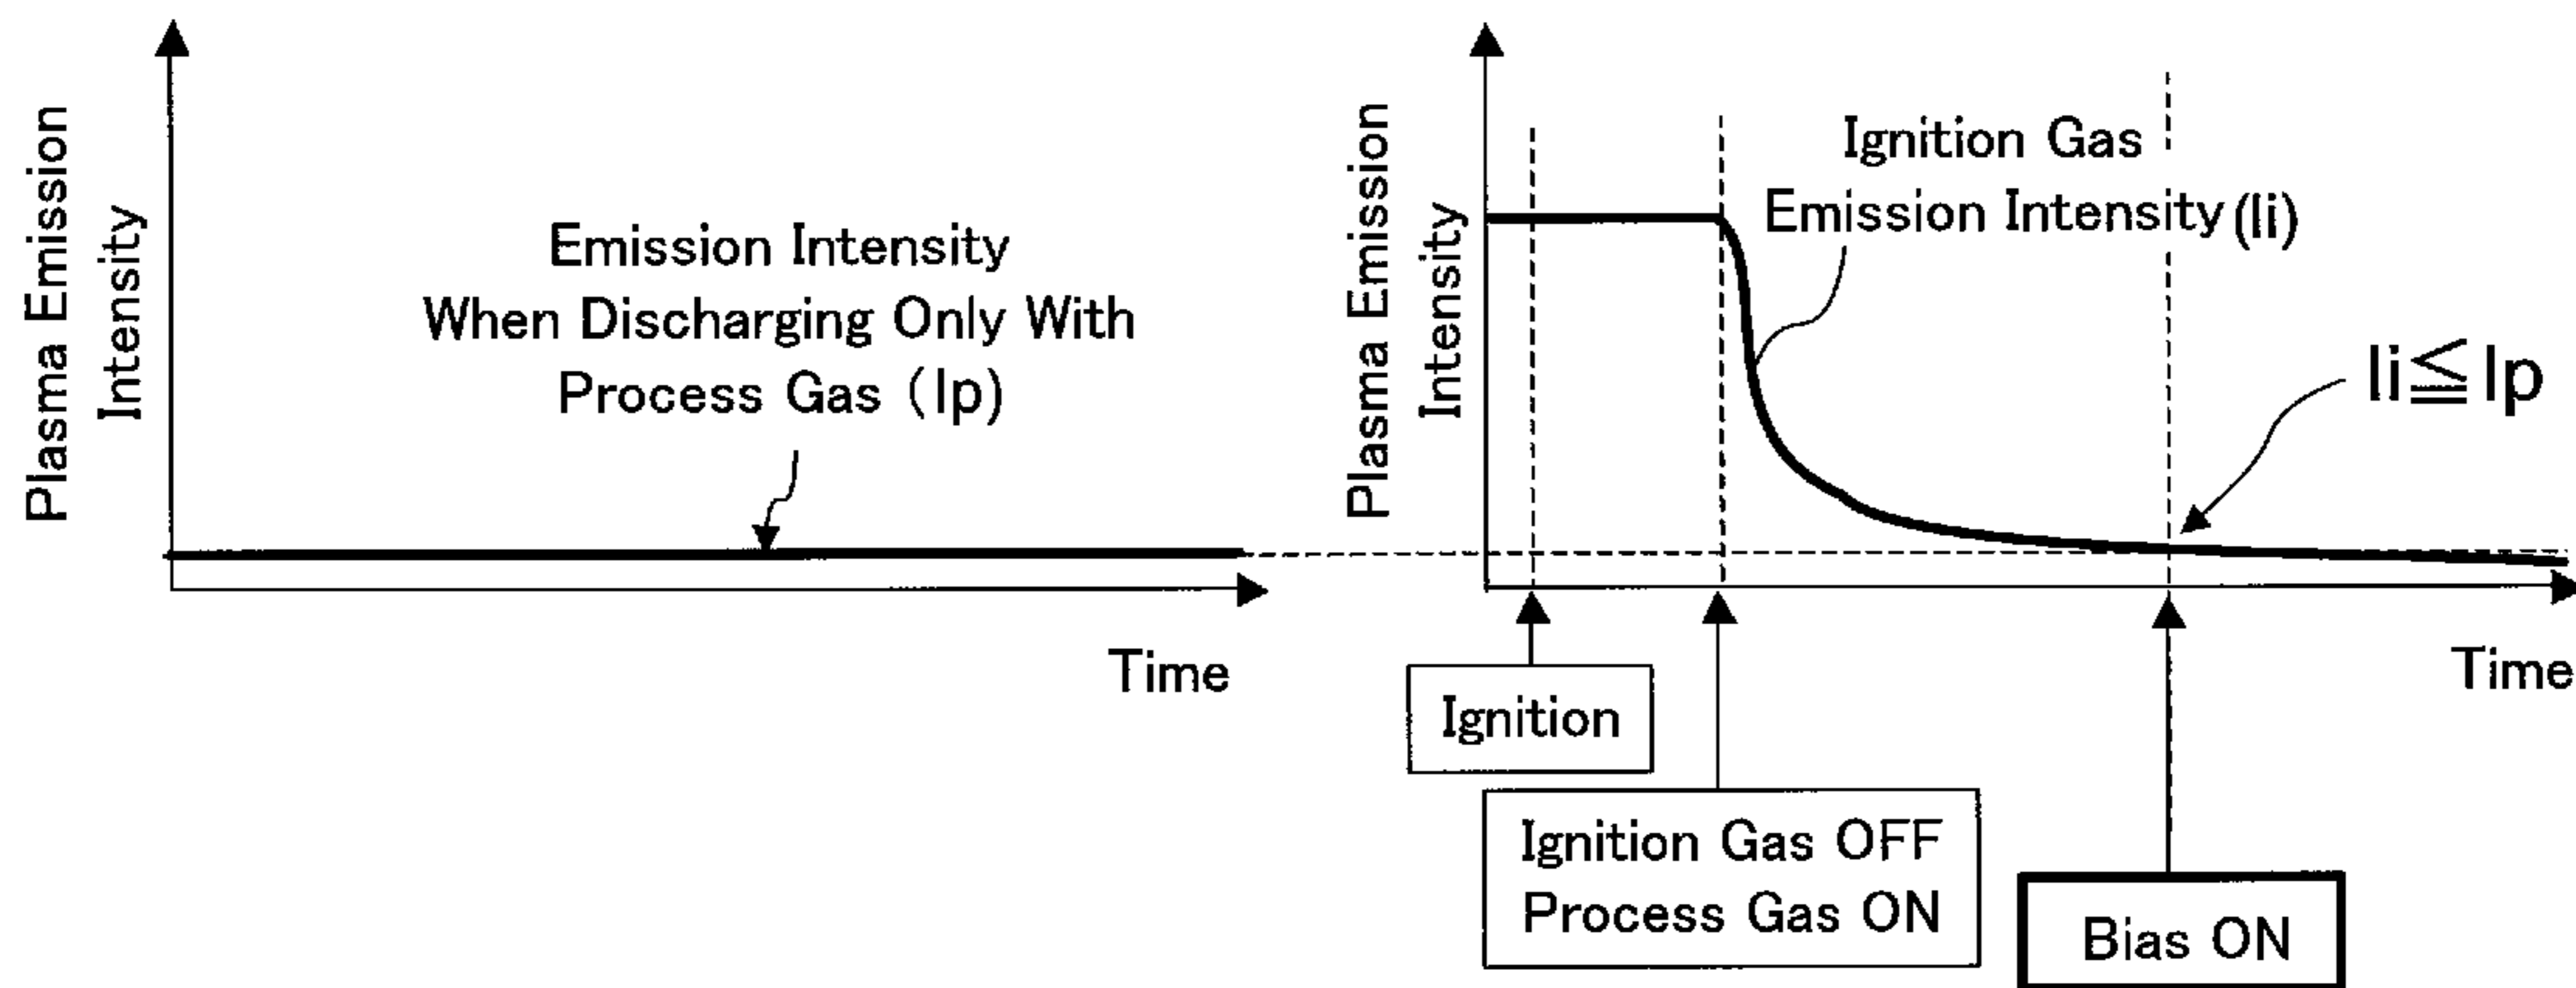 Plasma Emission
Intensity
Emission Intensity
When Discharging Only With
Process Gas (Ip)
Time
Plasma Emission
Intensity
Ignition Gas
Emission Intensity (Ii)
Ii≦Ip
Time
Ignition
Ignition Gas OFF
Process Gas ON
Bias ON